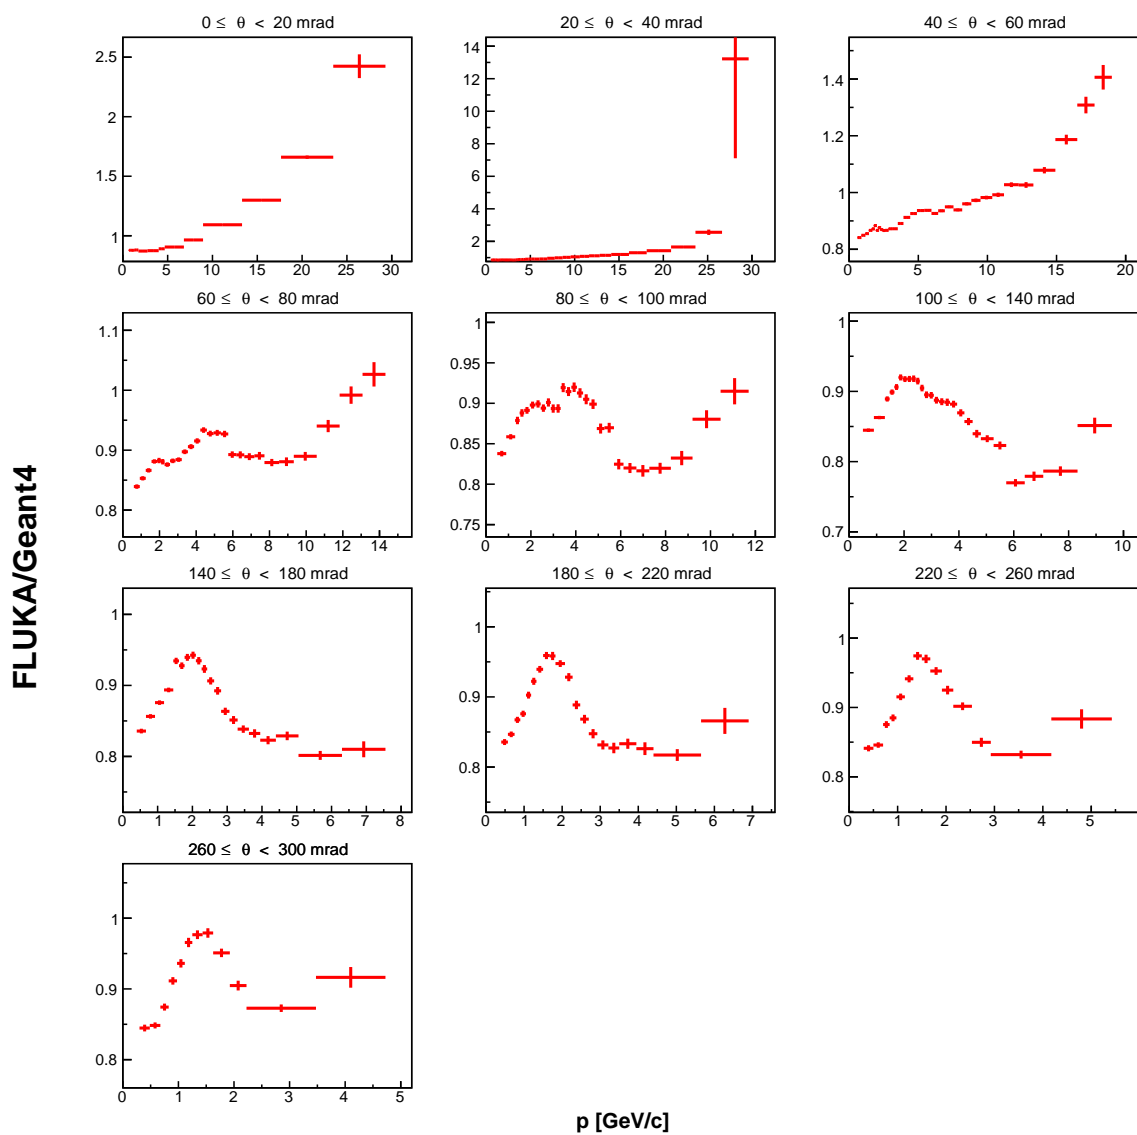 0 ≤ θ < 20 mrad
2.5
2
1.5
1
0 5 10 15 20 25 30
20 ≤ θ < 40 mrad
14
12
10
8
6
4
2
0 5 10 15 20 25 30
40 ≤ θ < 60 mrad
1.4
1.2
1
0.8
0 5 10 15 20
60 ≤ θ < 80 mrad
1.1
1
0.9
0.8
0 2 4 6 8 10 12 14
80 ≤ θ < 100 mrad
1
0.95
0.9
0.85
0.8
0.75
0 2 4 6 8 10 12
100 ≤ θ < 140 mrad
1
0.9
0.8
0.7
0 2 4 6 8 10
FLUKA/Geant4
140 ≤ θ < 180 mrad
1
0.9
0.8
0 1 2 3 4 5 6 7 8
180 ≤ θ < 220 mrad
1
0.9
0.8
0 1 2 3 4 5 6 7
220 ≤ θ < 260 mrad
1
0.9
0.8
0 1 2 3 4 5
260 ≤ θ < 300 mrad
1
0.9
0.8
0 1 2 3 4 5
p [GeV/c]